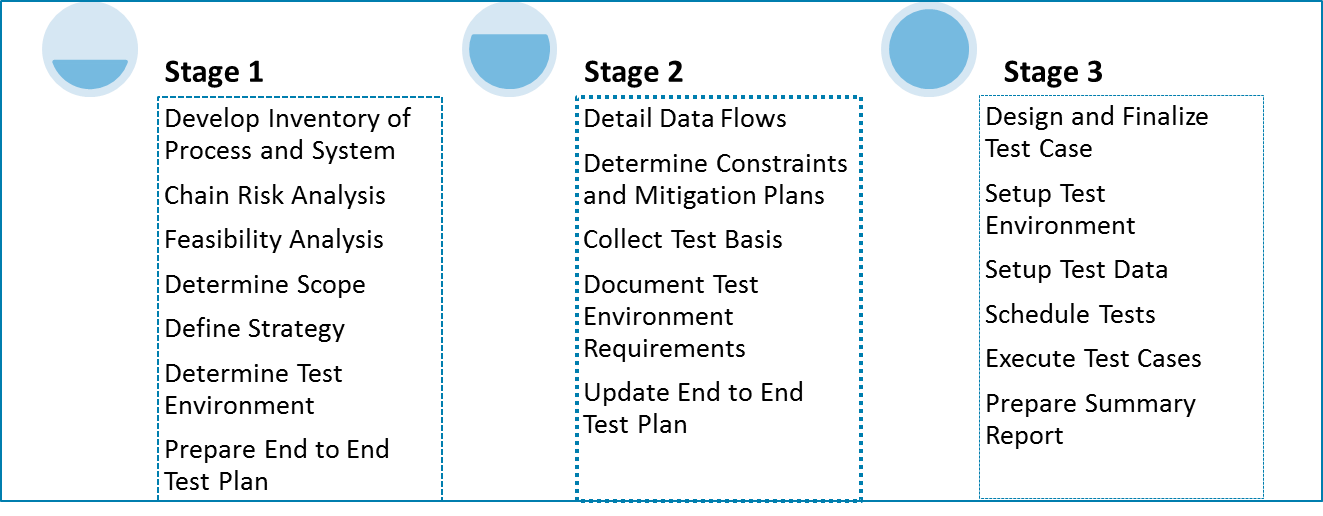 Stage 1
Develop Inventory of
Process and System
Chain Risk Analysis
Feasibility Analysis
Determine Scope
Define Strategy
Determine Test
Environment
Prepare End to End
Test Plan
Stage 2
Detail Data Flows
Determine Constraints
and Mitigation Plans
Collect Test Basis
Document Test
Environment
Requirements
Update End to End
Test Plan
Stage 3
Design and Finalize
Test Case
Setup Test
Environment
Setup Test Data
Schedule Tests
Execute Test Cases
Prepare Summary
Report